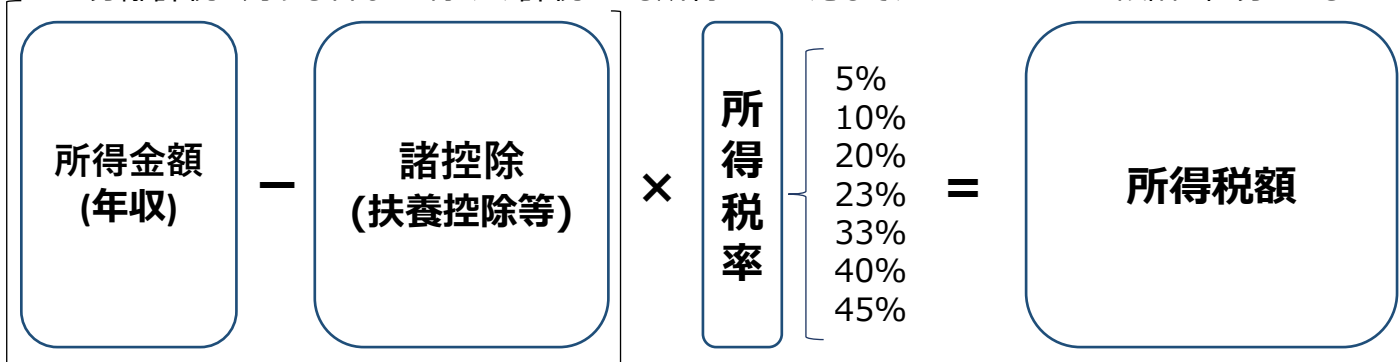 所得金額
(年収)
－
諸控除
(扶養控除等)
×
所得税率
5%
10%
20%
23%
33%
40%
45%
=
所得税額